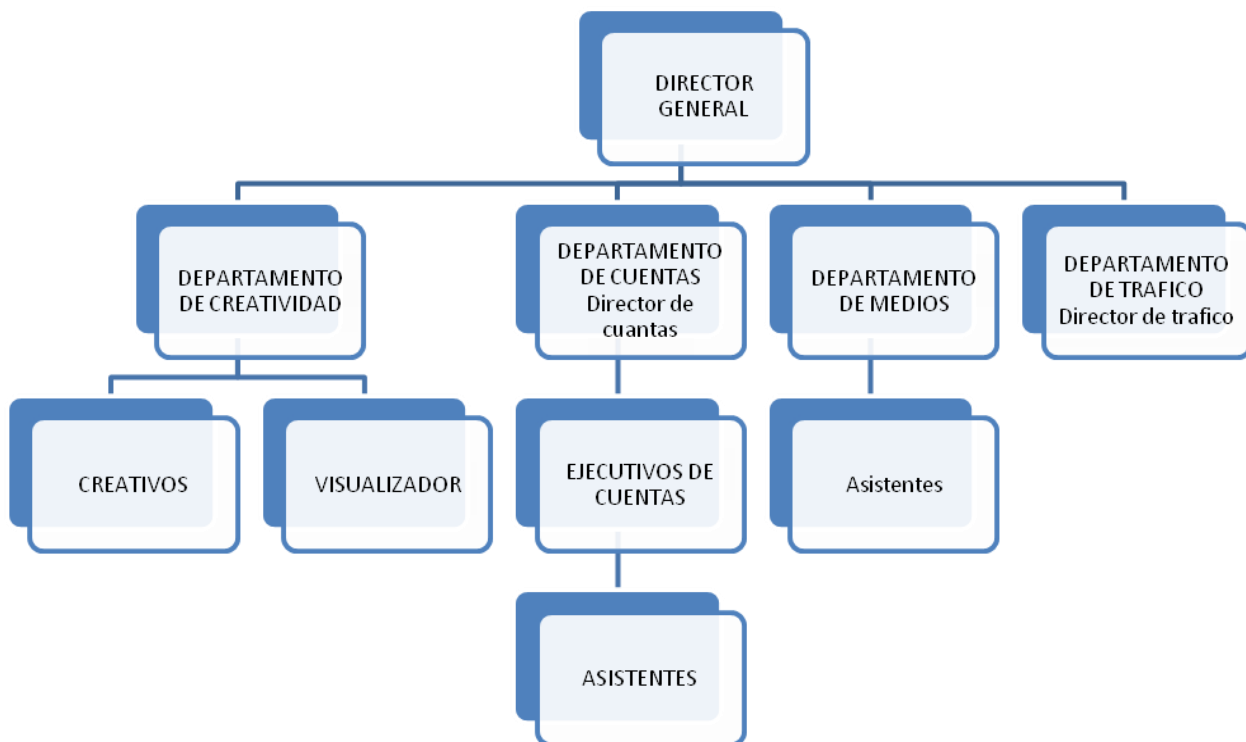 DIRECTOR
GENERAL
DEPARTAMENTO
DE CREATIVIDAD
DEPARTAMENTO
DE CUENTAS
Director de
cuantas
DEPARTAMENTO
DE MEDIOS
DEPARTAMENTO
DE TRAFICO
Director de trafico
CREATIVOS
VISUALIZADOR
EJECUTIVOS DE
CUENTAS
Asistentes
ASISTENTES